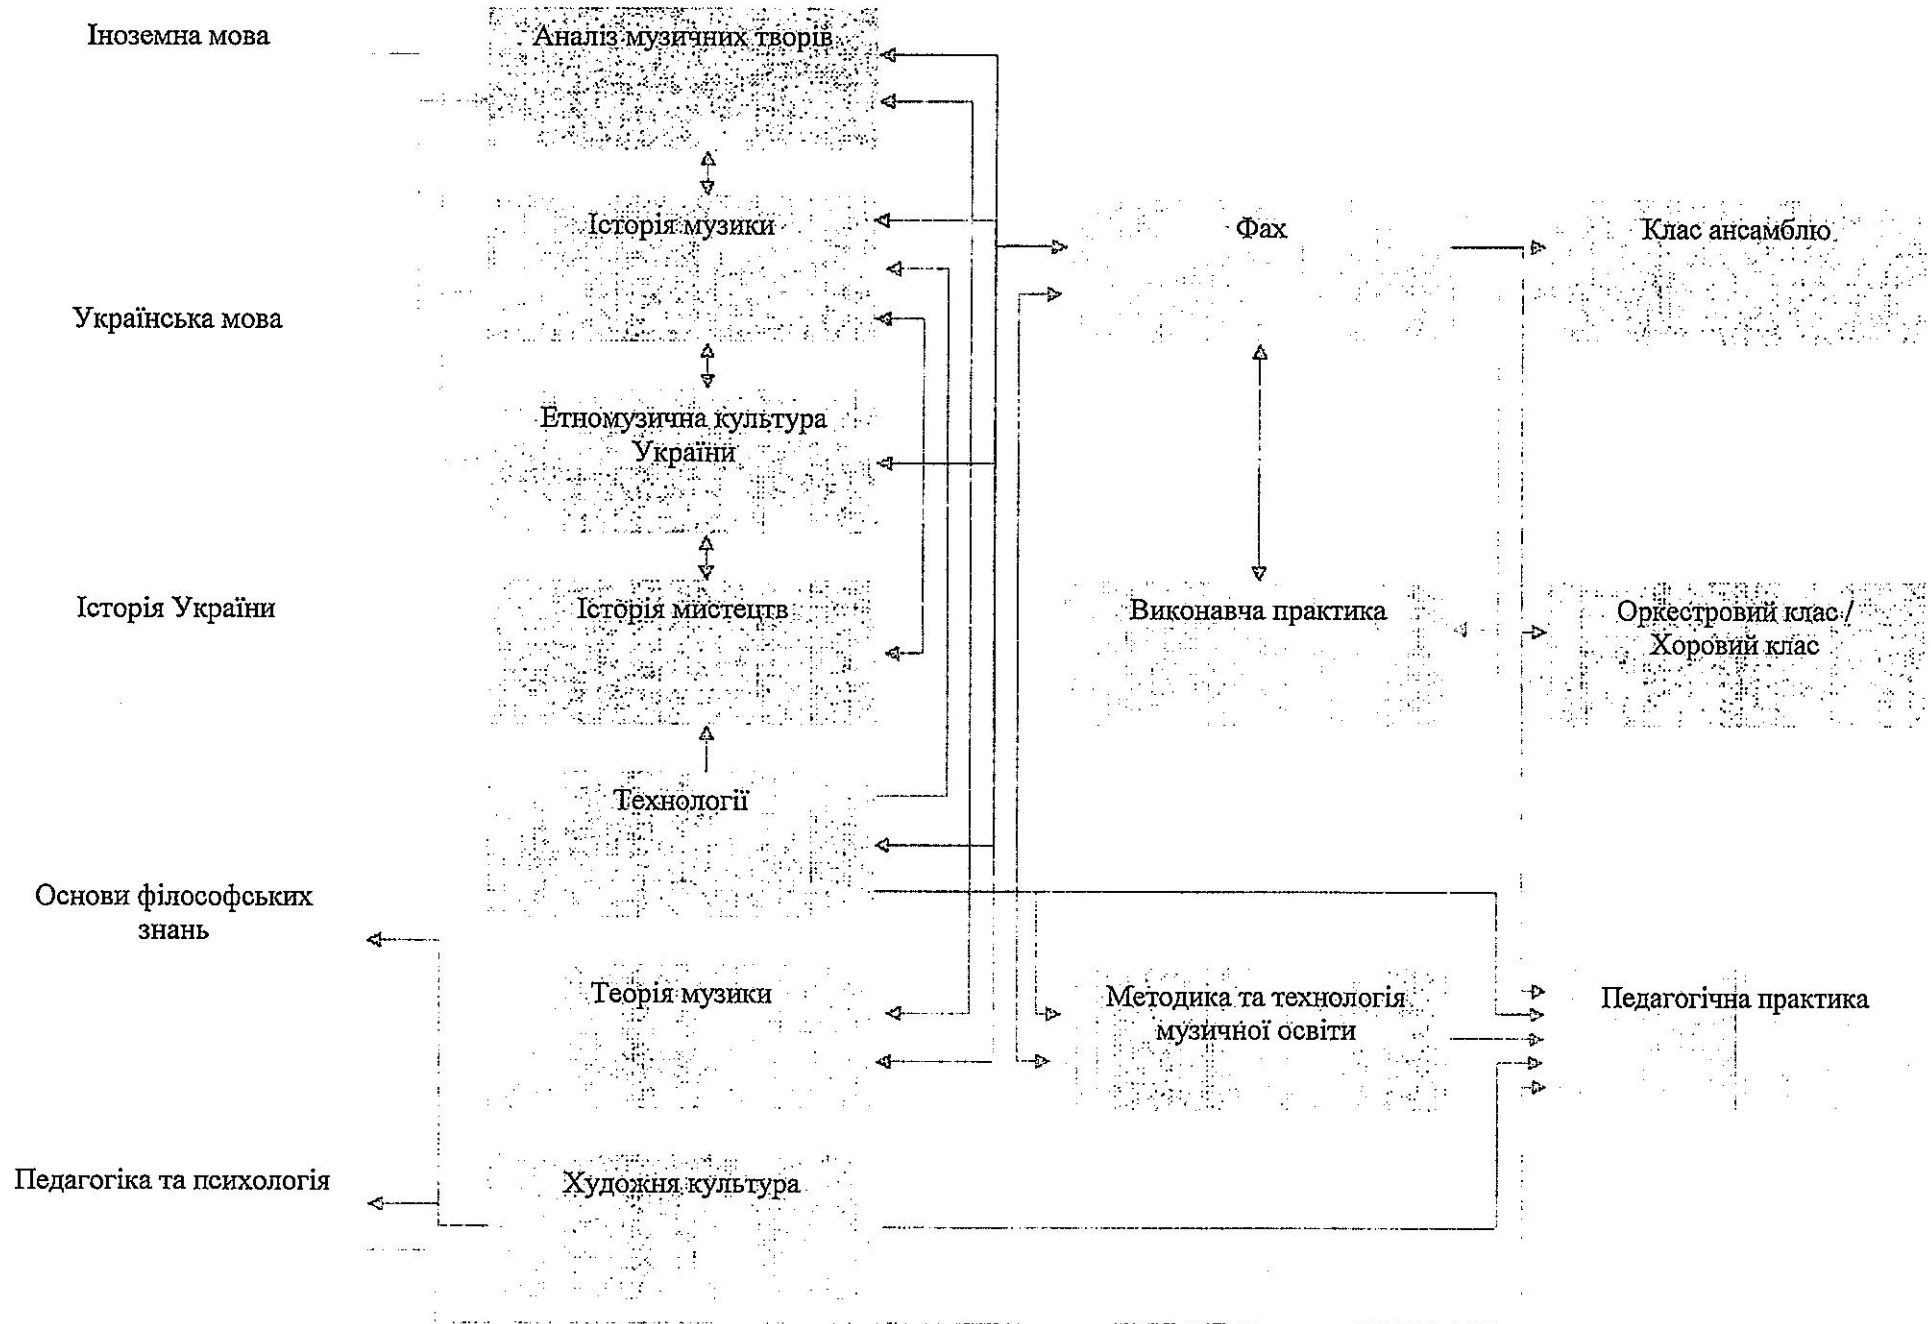 Іноземна мова
Українська мова
Історія України
Основи філософських
знань
Педагогіка та психологія
Аналіз музичних творів
Історія музики
Етномузична культура
України
Історія мистецтв
Технології
Теорія музики
Художня культура
Фах
Виконавча практика
Методика та технологія
музичної освіти
Клас ансамблю
Оркестровий клас /
Хоровий клас
Педагогічна практика